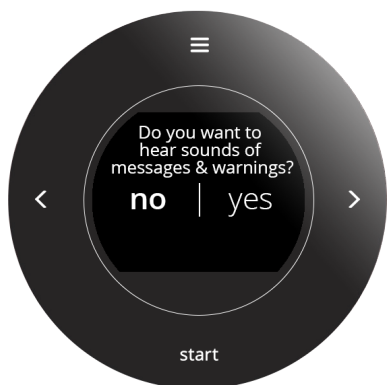 Do you want to
hear sounds of
messages & warnings?
no | yes
start